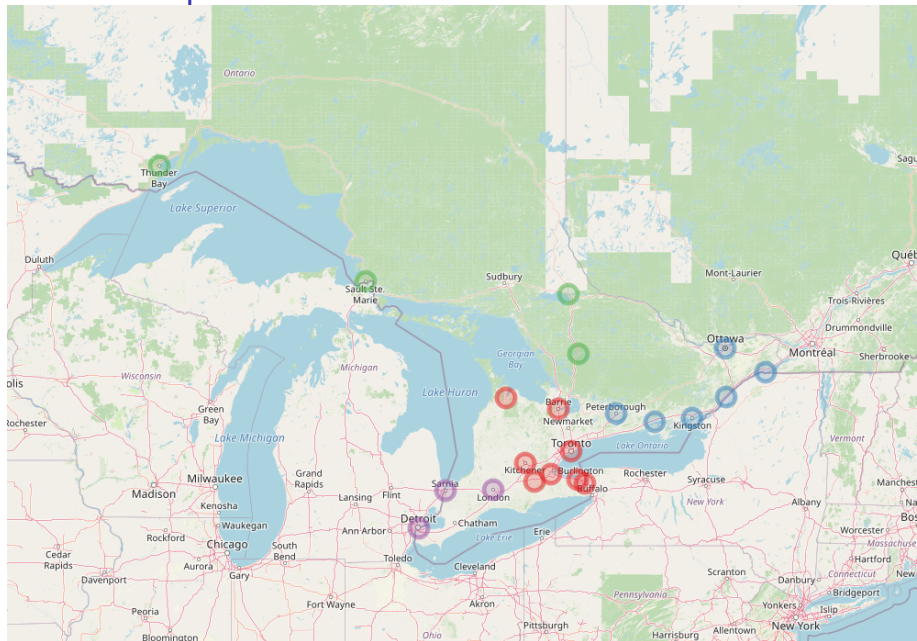 Ontario
Sagu
Thunder
Bay
Lake Superior
Québ
Duluth
Sudbury
Mont-Laurier
Sault Ste.
Marie
Trois-Rivières
Drummondville
Ottawa
Montréal
Sherbrooke
Georgian
Bay
Michigan
Wisconsin
olis
Lake Huron
Barrie
Peterborough
Newmarket
Kingston
Green
Bay
Rochester
Lake Michigan
Toronto
Lake Ontario
Vermont
Kitchener
Burlington
Rochester
Syracuse
Milwaukee
Grand
Rapids
Sarnia
London
Buffalo
New York
Madison
Kenosha
Lansing
Flint
Albany
Manchest
Waukegan
Rockford
Ann Arbor
Detroit
Chatham
Lake Erie
Erie
Worcester
Bos
Massachuse
Chicago
South
Bend
Toledo
Cleveland
Hartford
Cedar
Rapids
Aurora
Gary
Scranton
Connecticut
Davenport
Danbury
New
Bridgeport
Fort Wayne
Akron
Pennsylvania
Yonkers
Islip
Peoria
New York
Bloomington
Ohio
Harrisburg
Allentown